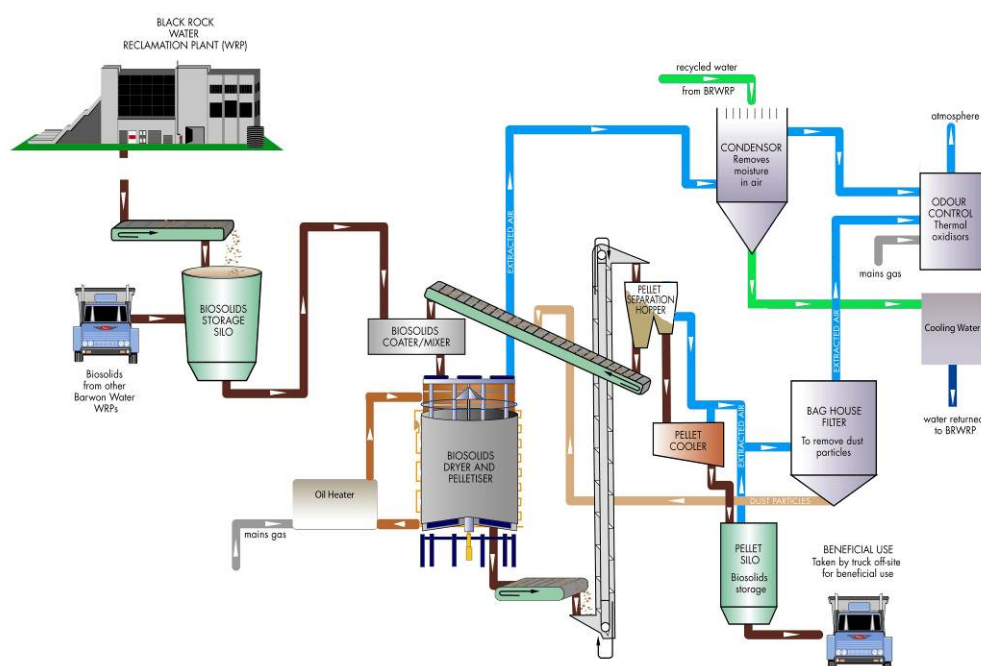 BLACK ROCK
WATER
RECLAMATION PLANT (WRP)
recycled water
from BRWRP
atmosphere
CONDENSOR
Removes
moisture
in air
ODOUR
CONTROL
Thermal
oxidisors
mains gas
EXTRACTED AIR
BIOSOLIDS
STORAGE
SILO
PELLET
SEPARATION
HOPPER
BIOSOLIDS
COATER/MIXER
Cooling Water
EXTRACTED AIR
Biosolids
from other
Barwon Water
WRPs
water returned
to BRWRP
BAG HOUSE
FILTER
To remove dust
particles
PELLET
COOLER
EXTRACTED AIR
BIOSOLIDS
DRYER AND
PELLETISER
Oil Heater
DUST PARTICLES
mains gas
PELLET
SILO
Biosolids
storage
BENEFICIAL USE
Taken by truck off-site
for beneficial use